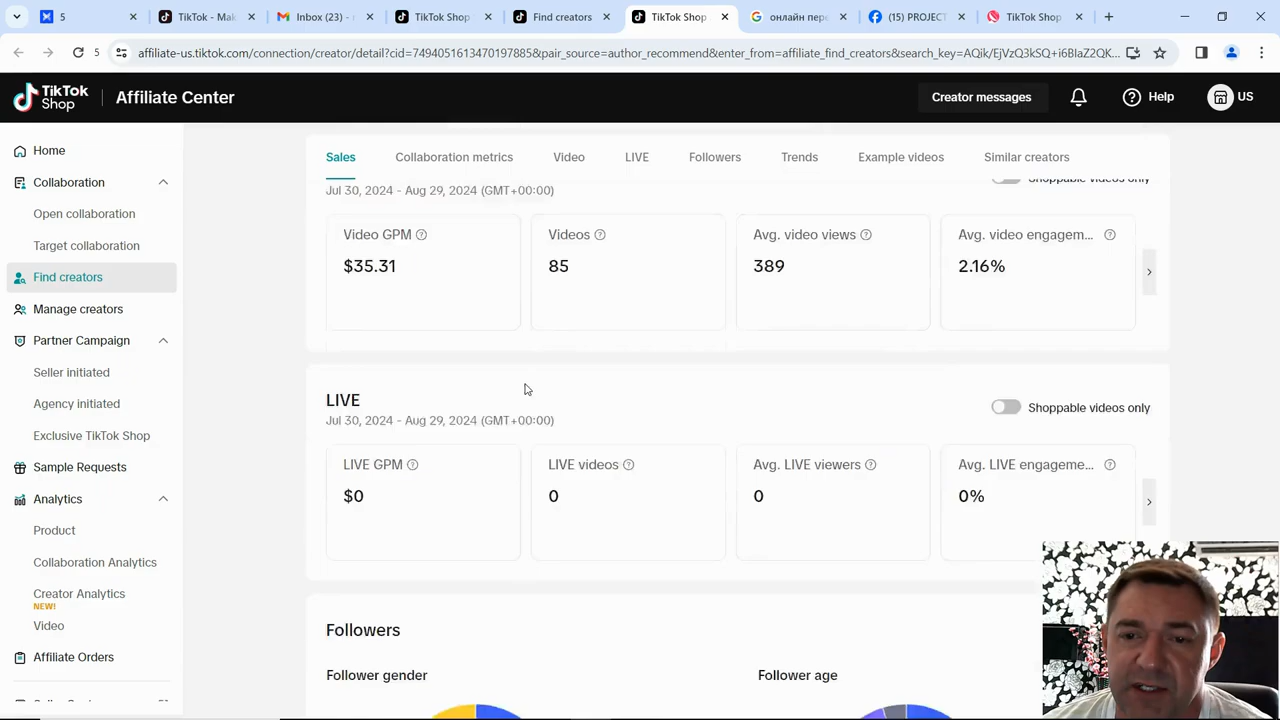 5
TikTok - Mak
Inbox (23) -
TikTok Shop
Find creators
TikTok Shop
онлайн пере
(15) PROJECT
TikTok Shop
5
affiliate-us.tiktok.com/connection/creator/detail?cid=7494051613470197885&pair_source=author_recommend&enter_from=affiliate_find_creators&search_key=AQik/EjVzQ3kSQ+i6BIaZ2QK...
TikTok Shop
Affiliate Center
Creator messages
Help
US
Home
Collaboration
Open collaboration
Target collaboration
Find creators
Manage creators
Partner Campaign
Seller initiated
Agency initiated
Exclusive TikTok Shop
Sample Requests
Analytics
Product
Collaboration Analytics
Creator Analytics
NEW!
Video
Affiliate Orders
Sales
Collaboration metrics
Video
LIVE
Followers
Trends
Example videos
Similar creators
Jul 30, 2024 - Aug 29, 2024 (GMT+00:00)
Shoppable videos only
Video GPM
$35.31
Videos
85
Avg. video views
389
Avg. video engagem...
2.16%
LIVE
Jul 30, 2024 - Aug 29, 2024 (GMT+00:00)
Shoppable videos only
LIVE GPM
$0
LIVE videos
0
Avg. LIVE viewers
0
Avg. LIVE engageme...
0%
Followers
Follower gender
Follower age